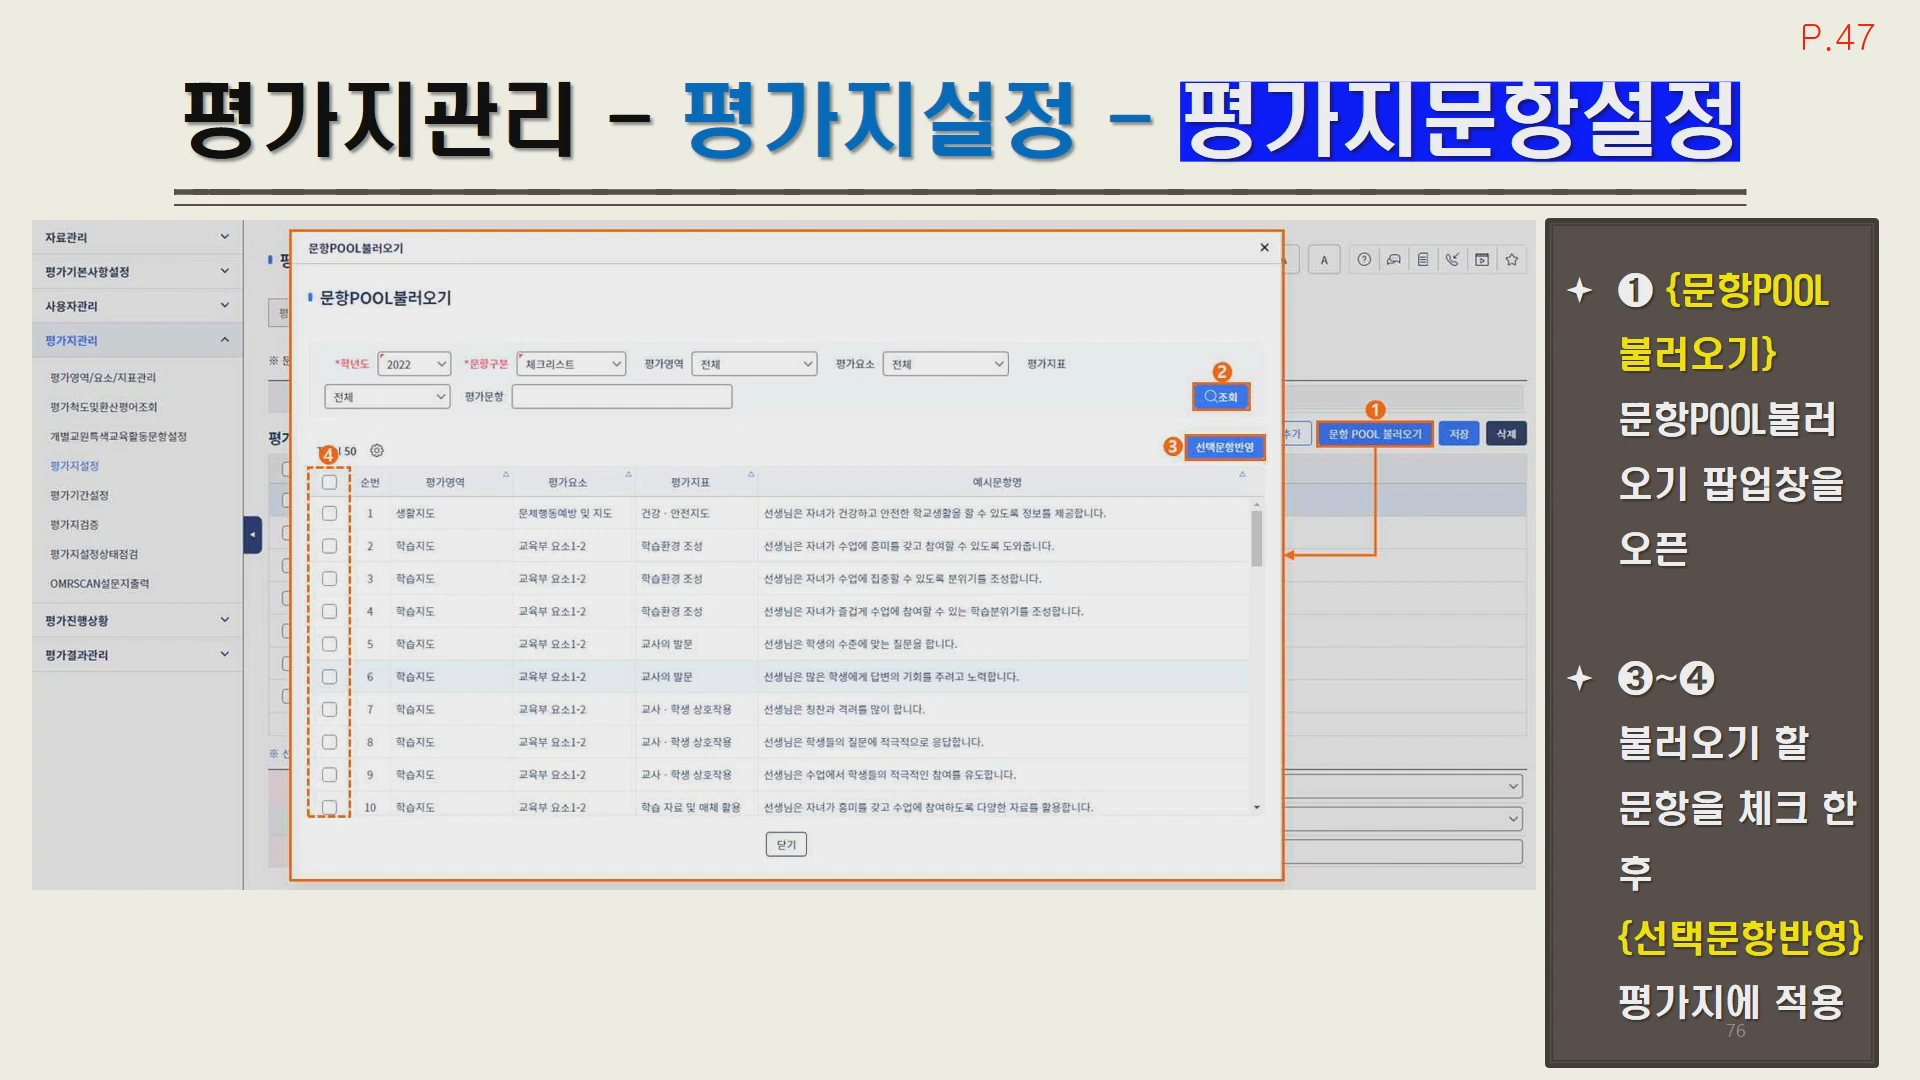 P.47
평가지관리 - 평가지설정 - 평가지문항설정
자료관리
평가기본사항설정
사용자관리
평가지관리
평가영역/요소/지표관리
평가척도및환산평어조회
개별교원특색교육활동문항설정
평가지설정
평가기간설정
평가지검증
평가지설정상태점검
OMRSCAN설문지출력
평가진행상황
평가결과관리
문항POOL불러오기
문항POOL불러오기
*학년도 2022 *문항구분 체크리스트 평가영역 전체 평가요소 전체 평가지표
전체 평가문항
❷
조회
❶
추가 문항 POOL 불러오기 저장 삭제
❸ 선택문항반영
❹ 50
순번 평가영역 평가요소 평가지표 예시문항명
1 생활지도 문제행동예방 및 지도 건강 · 안전지도 선생님은 자녀가 건강하고 안전한 학교생활을 할 수 있도록 정보를 제공합니다.
2 학습지도 교육부 요소1-2 학습환경 조성 선생님은 자녀가 수업에 흥미를 갖고 참여할 수 있도록 도와줍니다.
3 학습지도 교육부 요소1-2 학습환경 조성 선생님은 자녀가 수업에 집중할 수 있도록 분위기를 조성합니다.
4 학습지도 교육부 요소1-2 학습환경 조성 선생님은 자녀가 즐겁게 수업에 참여할 수 있는 학습분위기를 조성합니다.
5 학습지도 교육부 요소1-2 교사의 발문 선생님은 학생의 수준에 맞는 질문을 합니다.
6 학습지도 교육부 요소1-2 교사의 발문 선생님은 많은 학생에게 답변의 기회를 주려고 노력합니다.
7 학습지도 교육부 요소1-2 교사 · 학생 상호작용 선생님은 칭찬과 격려를 많이 합니다.
8 학습지도 교육부 요소1-2 교사 · 학생 상호작용 선생님은 학생들의 질문에 적극적으로 응답합니다.
9 학습지도 교육부 요소1-2 교사 · 학생 상호작용 선생님은 수업에서 학생들의 적극적인 참여를 유도합니다.
10 학습지도 교육부 요소1-2 학습 자료 및 매체 활용 선생님은 자녀가 흥미를 갖고 수업에 참여하도록 다양한 자료를 활용합니다.
닫기
❶ {문항POOL
불러오기}
문항POOL불러
오기 팝업창을
오픈
❸~❹
불러오기 할
문항을 체크 한
후
{선택문항반영}
평가지에 적용
76